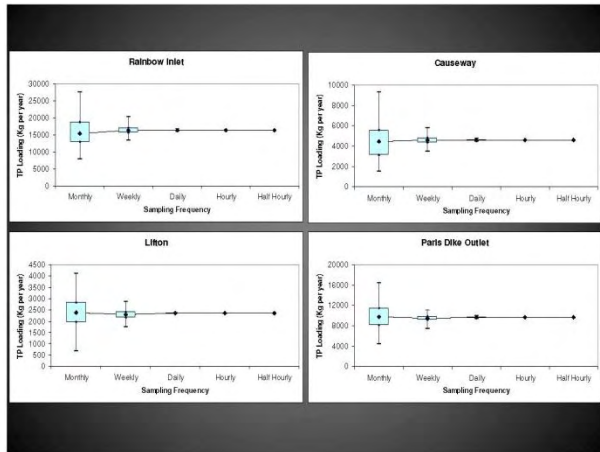 Rainbow Inlet
TP Loading (Kg per year)
30000
25000
20000
15000
10000
5000
0
Monthly Weekly Daily Hourly Half Hourly
Sampling Frequency
Causeway
TP Loading (Kg per year)
10000
8000
6000
4000
2000
0
Monthly Weekly Daily Hourly Half Hourly
Sampling Frequency
Lifton
TP Loading (Kg per year)
4500
4000
3500
3000
2500
2000
1500
1000
500
0
Monthly Weekly Daily Hourly Half Hourly
Sampling Frequency
Paris Dike Outlet
TP Loading (Kg per year)
20000
16000
12000
8000
4000
0
Monthly Weekly Daily Hourly Half Hourly
Sampling Frequency